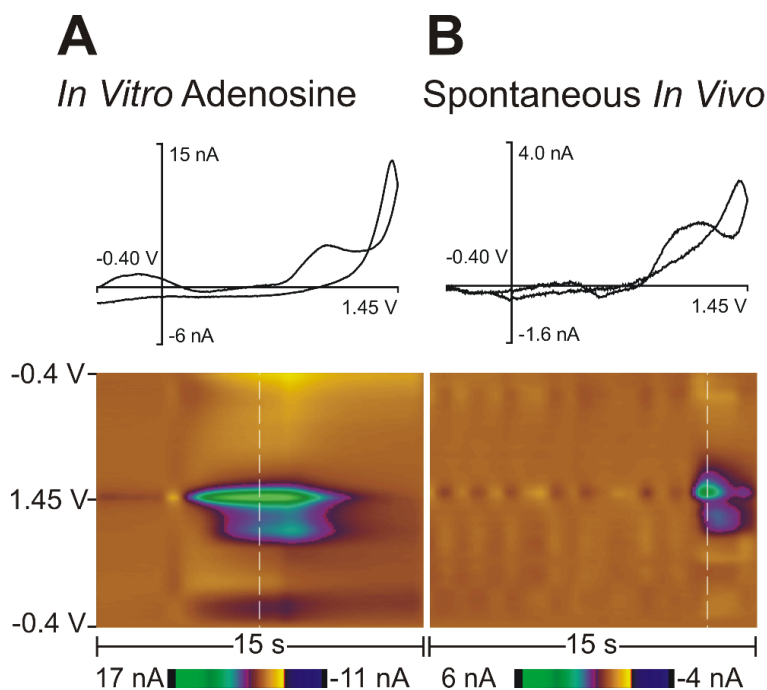 A
B
In Vitro Adenosine
Spontaneous In Vivo
15 nA
-0.40 V
1.45 V
-6 nA
4.0 nA
-0.40 V
1.45 V
-1.6 nA
-0.4 V
1.45 V
-0.4 V
15 s
15 s
17 nA
-11 nA
6 nA
-4 nA